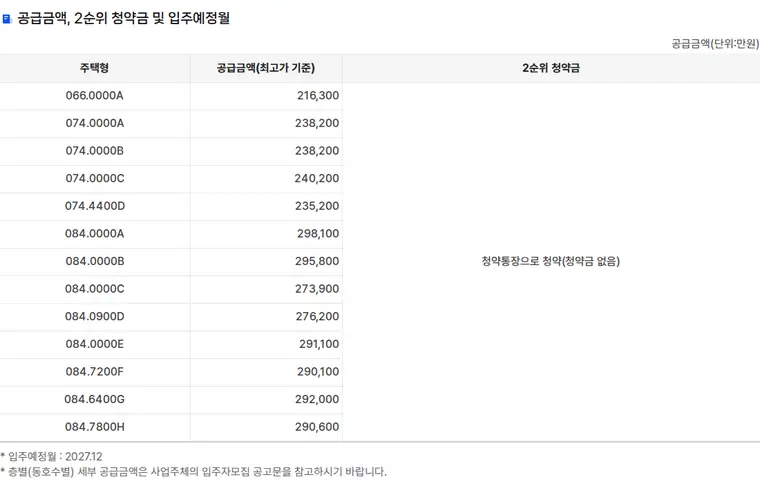 공급금액, 2순위 청약금 및 입주예정월
공급금액(단위:만원)
주택형 공급금액(최고가 기준) 2순위 청약금
066.0000A 216,300
074.0000A 238,200
074.0000B 238,200
074.0000C 240,200
074.4400D 235,200
084.0000A 298,100
084.0000B 295,800 청약통장으로 청약(청약금 없음)
084.0000C 273,900
084.0900D 276,200
084.0000E 291,100
084.7200F 290,100
084.6400G 292,000
084.7800H 290,600
* 입주예정월 : 2027.12
* 층별(동호수별) 세부 공급금액은 사업주체의 입주자모집 공고문을 참고하시기 바랍니다.